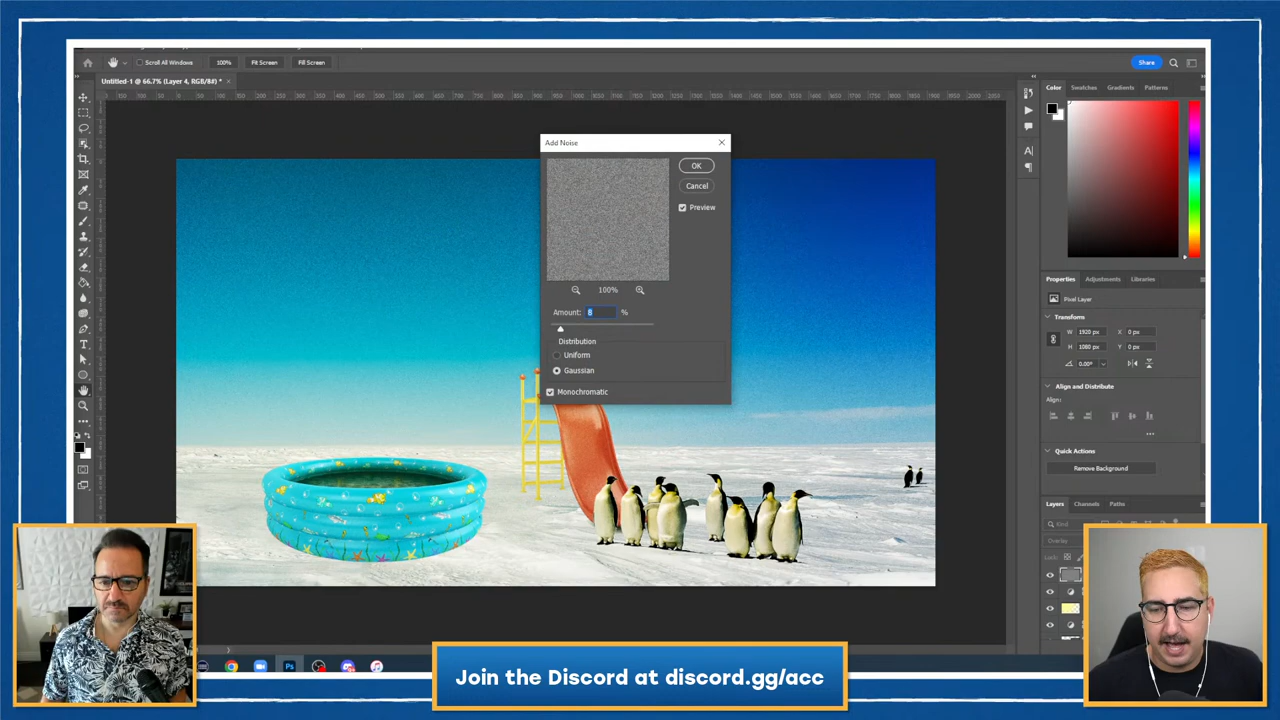 Scroll All Windows
100%
Fit Screen
Fill Screen
Share
Untitled-1 @ 66.7% (Layer 4, RGB/8#) *
Add Noise
OK
Cancel
Preview
100%
Amount: 8 %
Distribution
Uniform
Gaussian
Monochromatic
Color
Swatches
Gradients
Patterns
Properties
Adjustments
Libraries
Pixel Layer
Transform
W 1920 px
X 0 px
H 1080 px
Y 0 px
0.00°
Align and Distribute
Align:
Quick Actions
Remove Background
Layers
Channels
Paths
Kind
Overlay
Lock:
Join the Discord at discord.gg/acc